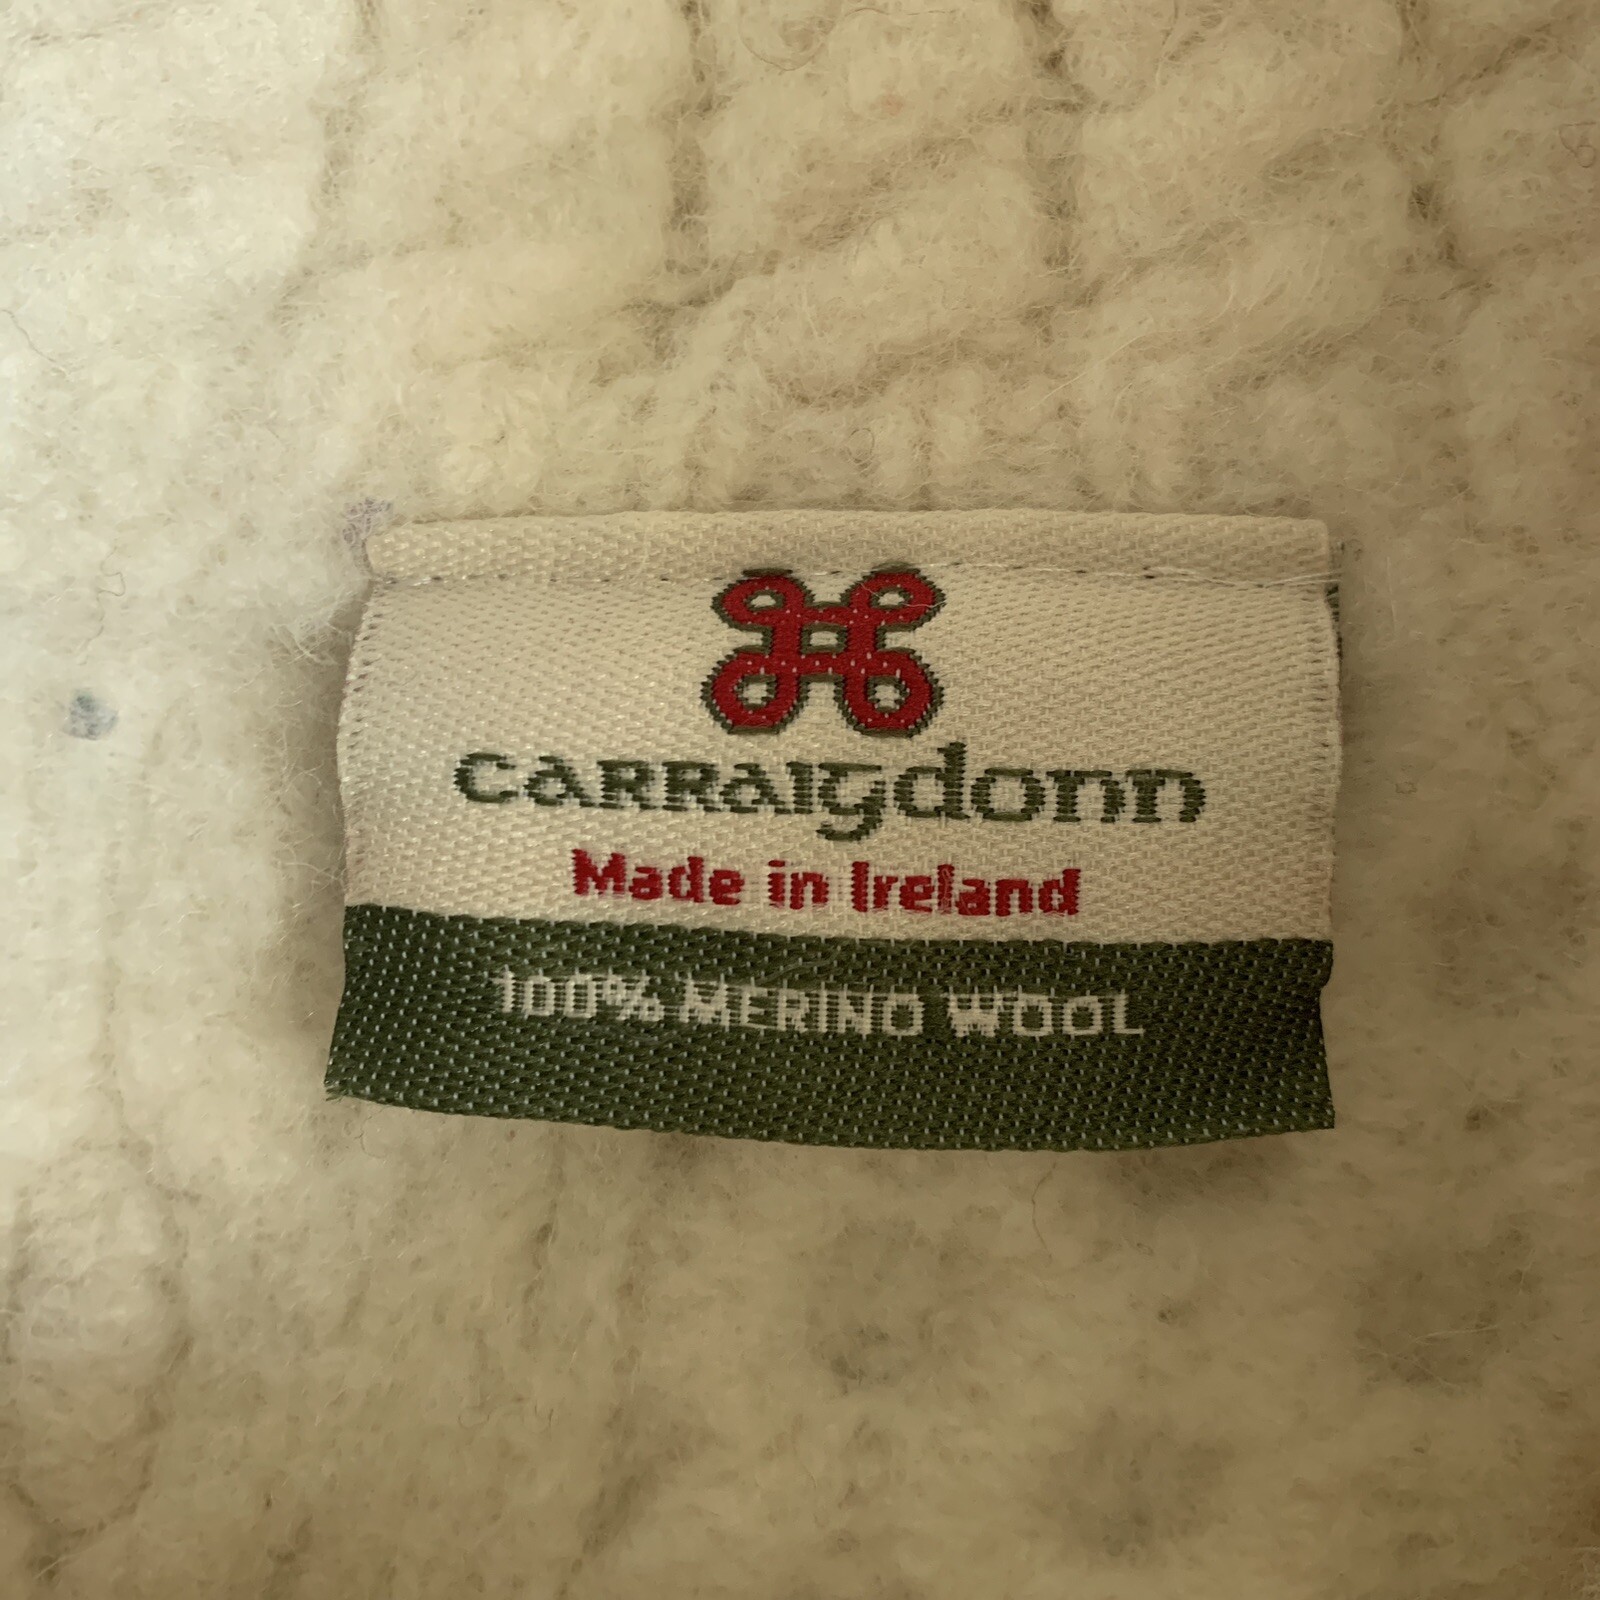 CARRAIgdonn
Made in Ireland
100% MERINO WOOL